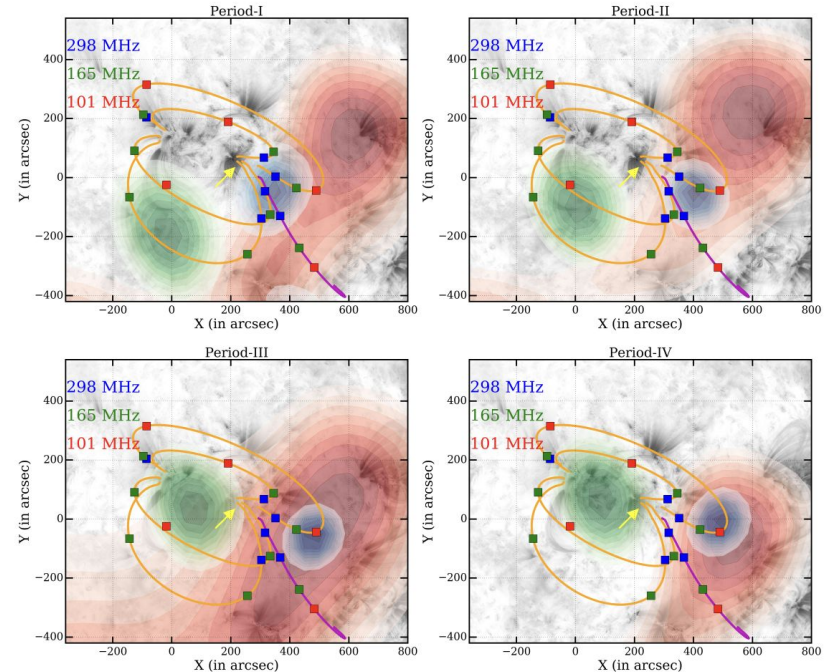 Period-I
298 MHz
165 MHz
101 MHz
400
200
0
−200
−400
Y (in arcsec)
−200
0
200
400
600
800
X (in arcsec)
Period-II
298 MHz
165 MHz
101 MHz
400
200
0
−200
−400
Y (in arcsec)
−200
0
200
400
600
800
X (in arcsec)
Period-III
298 MHz
165 MHz
101 MHz
400
200
0
−200
−400
Y (in arcsec)
−200
0
200
400
600
800
X (in arcsec)
Period-IV
298 MHz
165 MHz
101 MHz
400
200
0
−200
−400
Y (in arcsec)
−200
0
200
400
600
800
X (in arcsec)